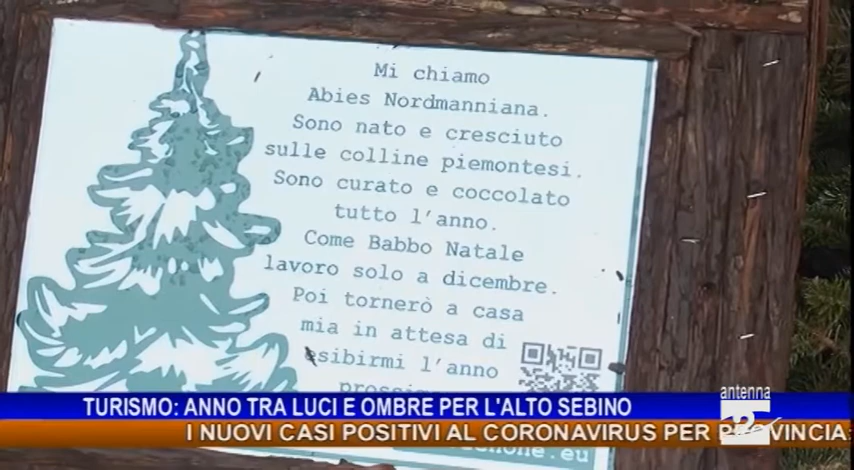 Mi chiamo
Abies Nordmanniana.
Sono nato e cresciuto
sulle colline piemontesi.
Sono curato e coccolato
tutto l'anno.
Come Babbo Natale
lavoro solo a dicembre.
Poi tornerò a casa
mia in attesa di
esibirmi l'anno
TURISMO: ANNO TRA LUCI E OMBRE PER L'ALTO SEBINO
antenna
2
I NUOVI CASI POSITIVI AL CORONAVIRUS PER PROVINCIA: